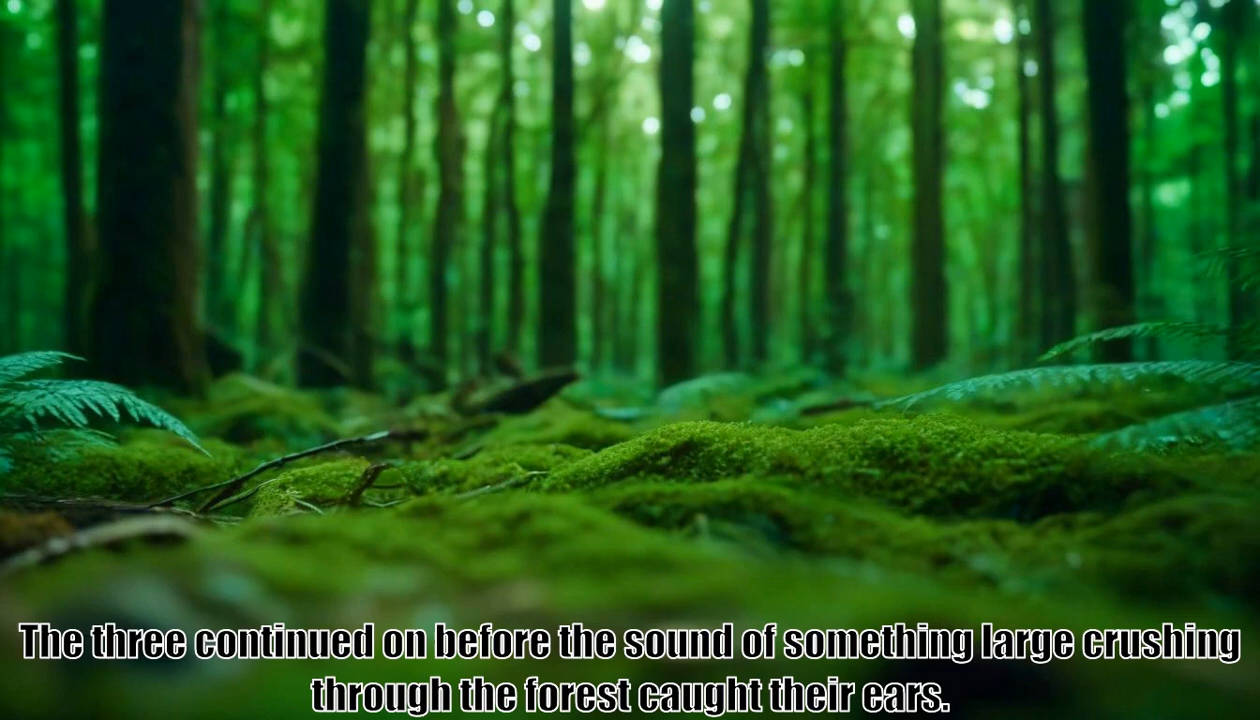 The three continued on before the sound of something large crushing
through the forest caught their ears.